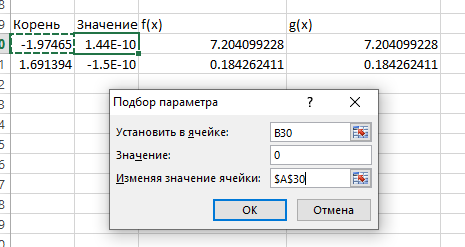 Корень Значение f(x) g(x)
-1.97465 1.44E-10 7.204099228 7.204099228
1.691394 -1.5E-10 0.184262411 0.184262411
Подбор параметра ? ×
Установить в ячейке: B30
Значение: 0
Изменяя значение ячейки: $A$30
ОК Отмена